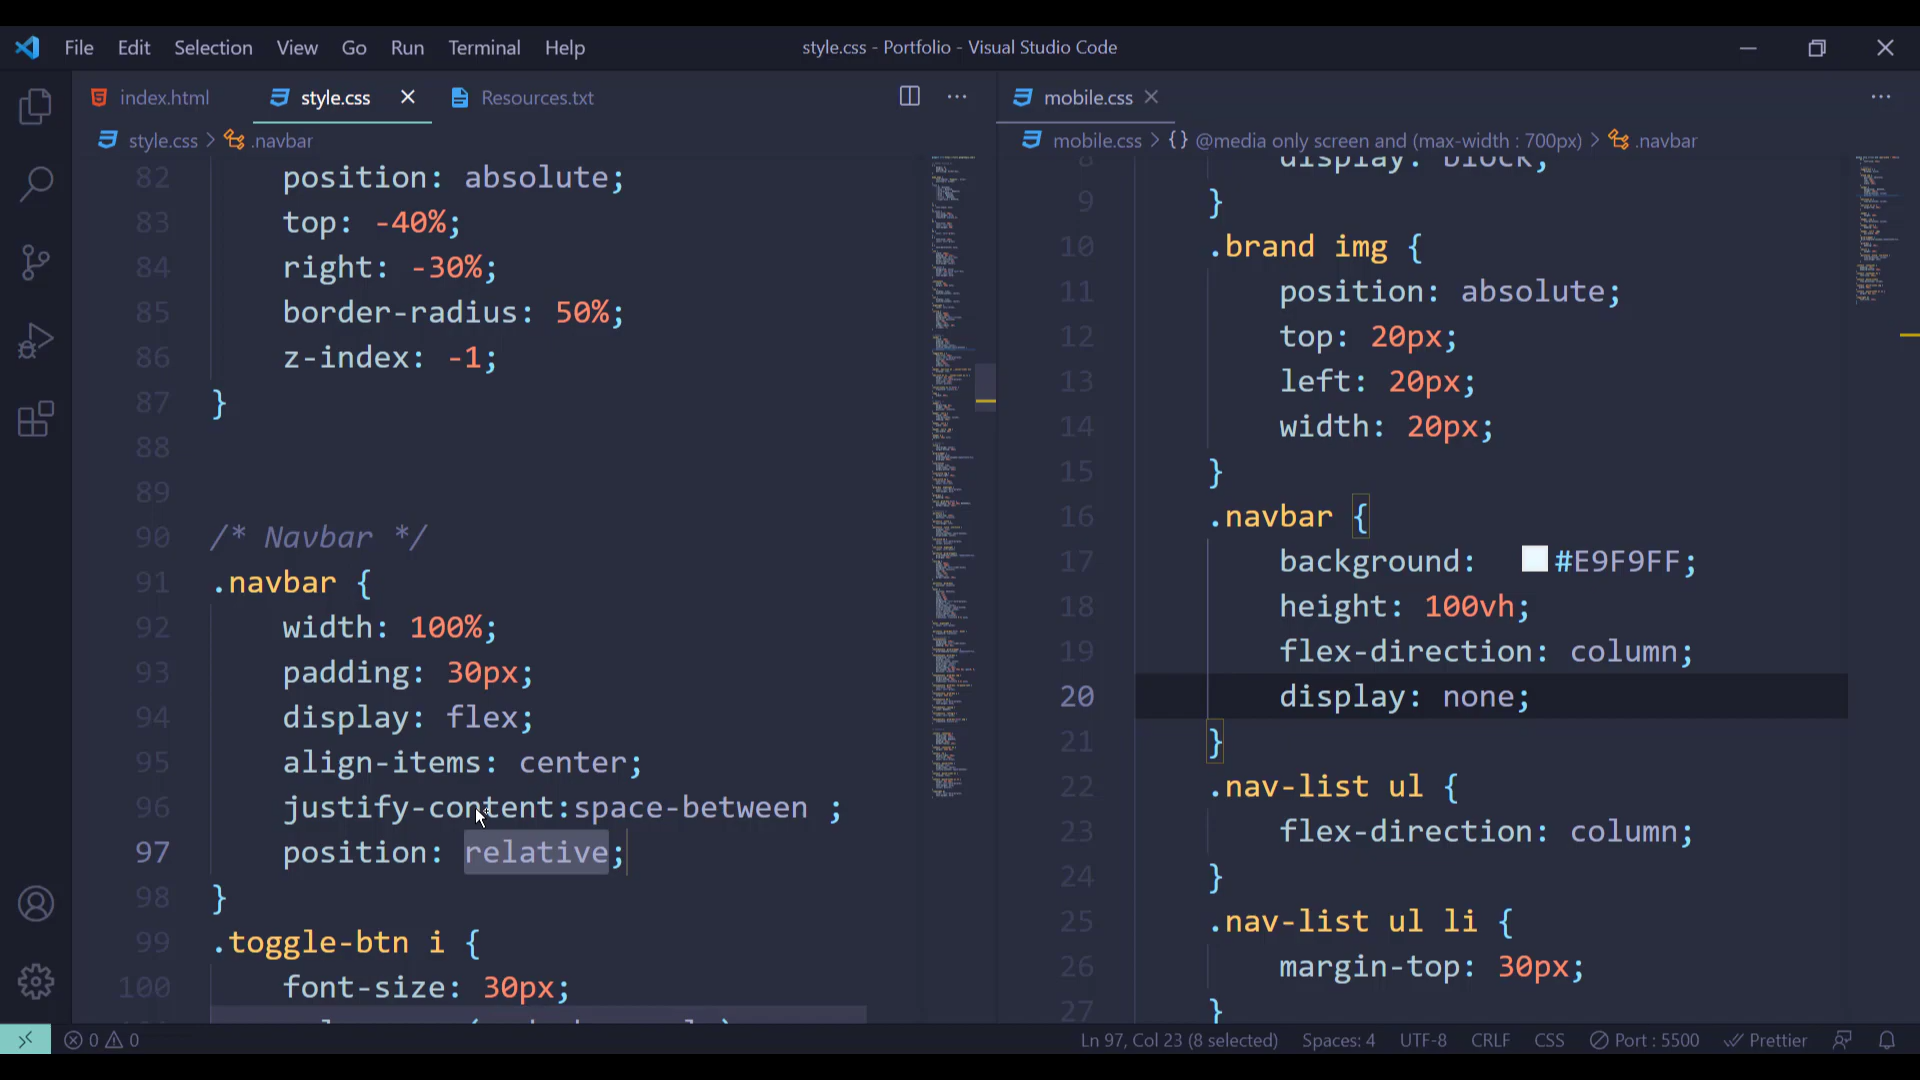 File Edit Selection View Go Run Terminal Help
style.css - Portfolio - Visual Studio Code
index.html
style.css
Resources.txt
style.css > .navbar
82 position: absolute;
83 top: -40%;
84 right: -30%;
85 border-radius: 50%;
86 z-index: -1;
87 }
88
89
90 /* Navbar */
91 .navbar {
92 width: 100%;
93 padding: 30px;
94 display: flex;
95 align-items: center;
96 justify-content:space-between ;
97 position: relative;
98 }
99 .toggle-btn i {
100 font-size: 30px;
mobile.css
mobile.css > {} @media only screen and (max-width : 700px) > .navbar
8 display: block;
9 }
10 .brand img {
11 position: absolute;
12 top: 20px;
13 left: 20px;
14 width: 20px;
15 }
16 .navbar {
17 background: #E9F9FF;
18 height: 100vh;
19 flex-direction: column;
20 display: none;
21 }
22 .nav-list ul {
23 flex-direction: column;
24 }
25 .nav-list ul li {
26 margin-top: 30px;
27 }
0 0
Ln 97, Col 23 (8 selected) Spaces: 4 UTF-8 CRLF CSS Port : 5500 Prettier